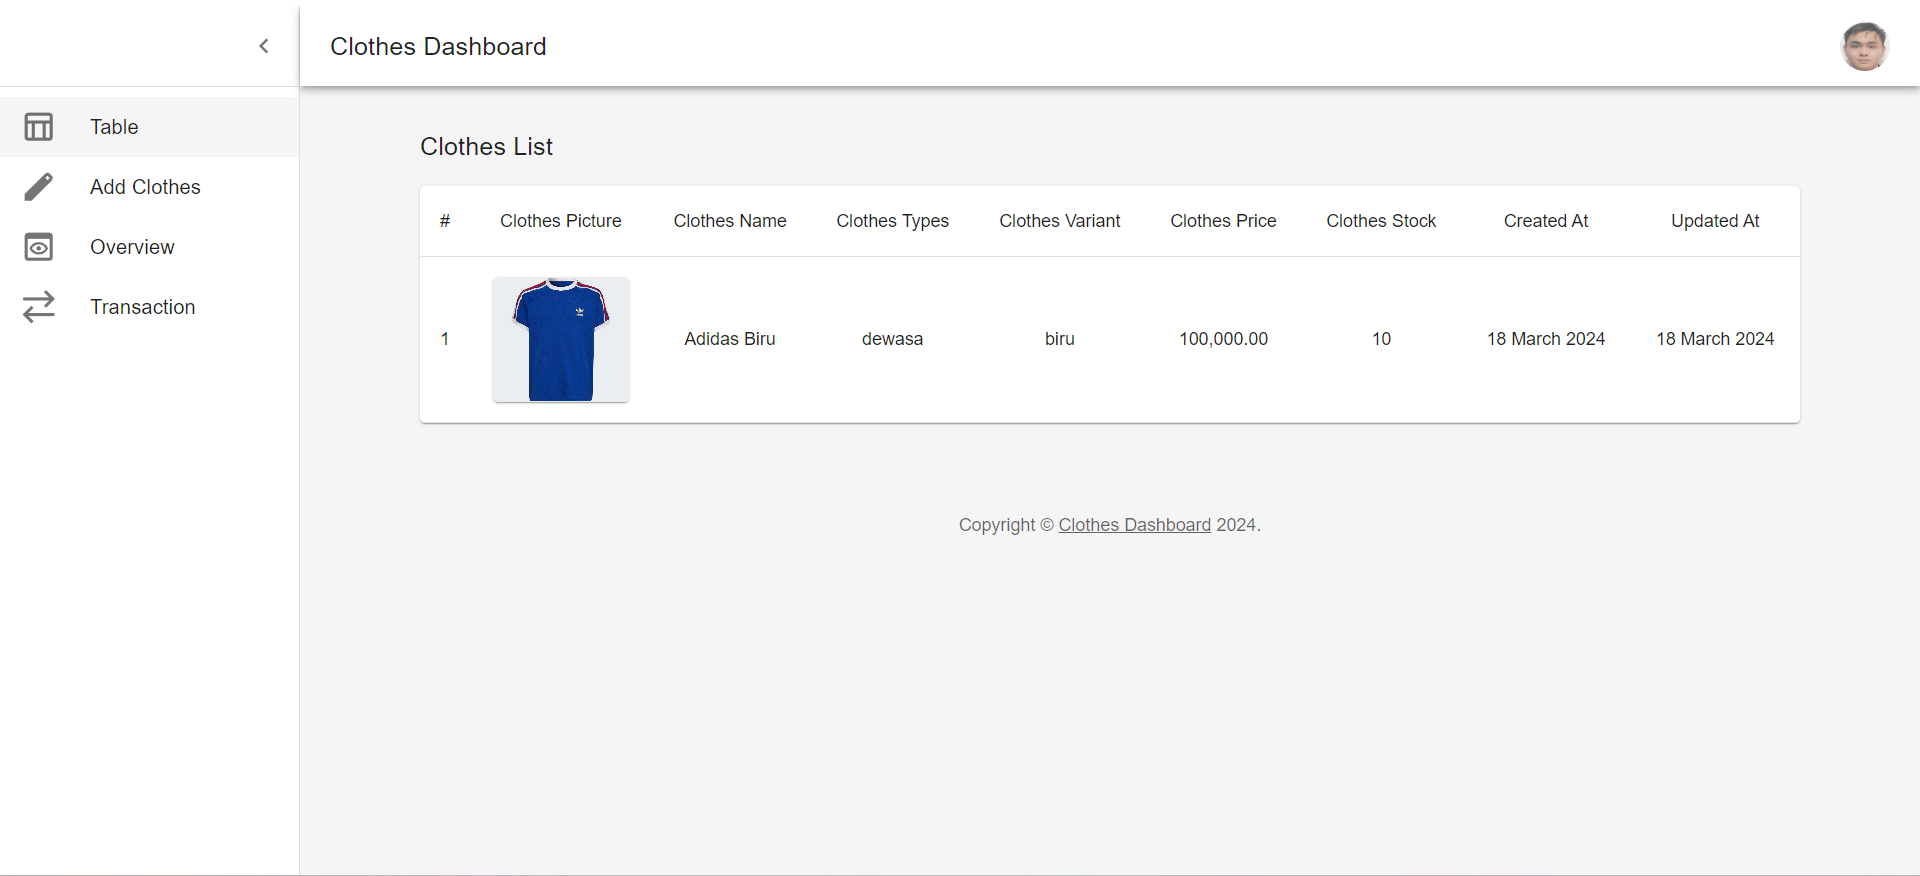 Clothes Dashboard
Table
Add Clothes
Overview
Transaction
Clothes List
# Clothes Picture Clothes Name Clothes Types Clothes Variant Clothes Price Clothes Stock Created At Updated At
1 Adidas Biru dewasa biru 100,000.00 10 18 March 2024 18 March 2024
Copyright © Clothes Dashboard 2024.